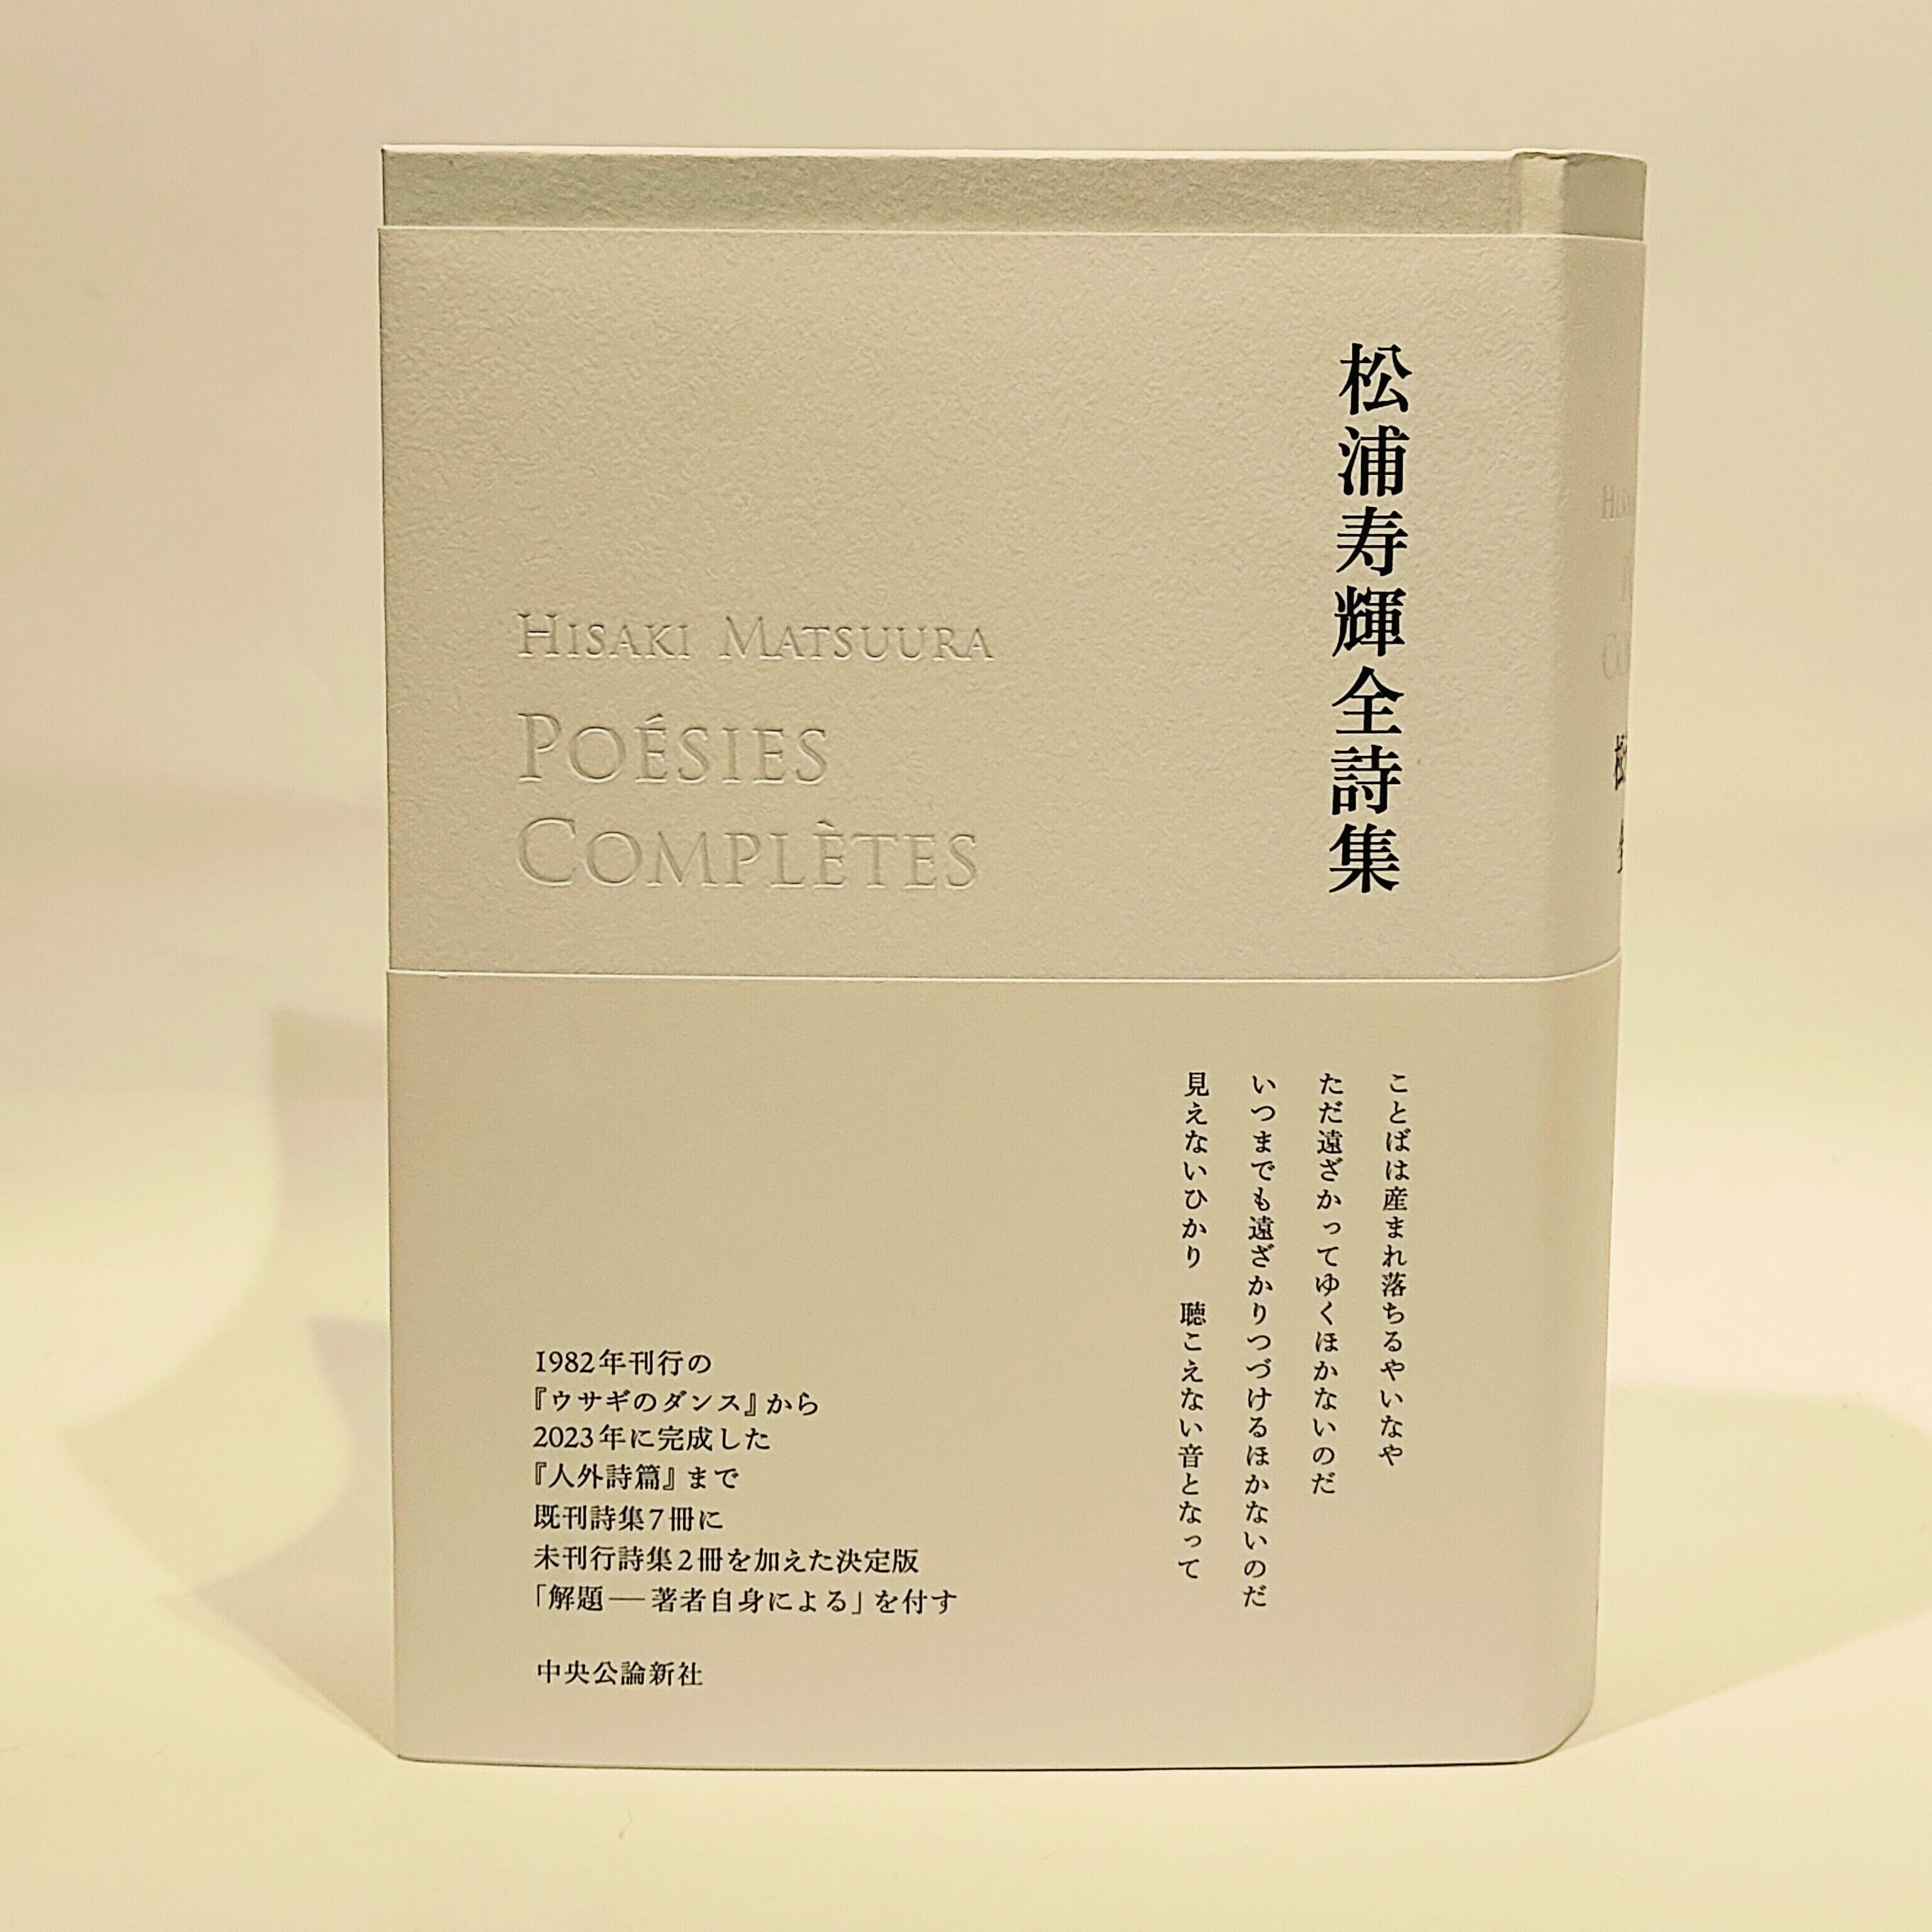 松浦寿輝全詩集
HISAKI MATSUURA
POÉSIES
COMPLÈTES
ことばは産まれ落ちるやいなや
ただ遠ざかってゆくほかないのだ
いつまでも遠ざかりつづけるほかないのだ
見えないひかり　聴こえない音となって
1982年刊行の
『ウサギのダンス』から
2023年に完成した
『人外詩篇』まで
既刊詩集7冊に
未刊行詩集2冊を加えた決定版
「解題——著者自身による」を付す
中央公論新社